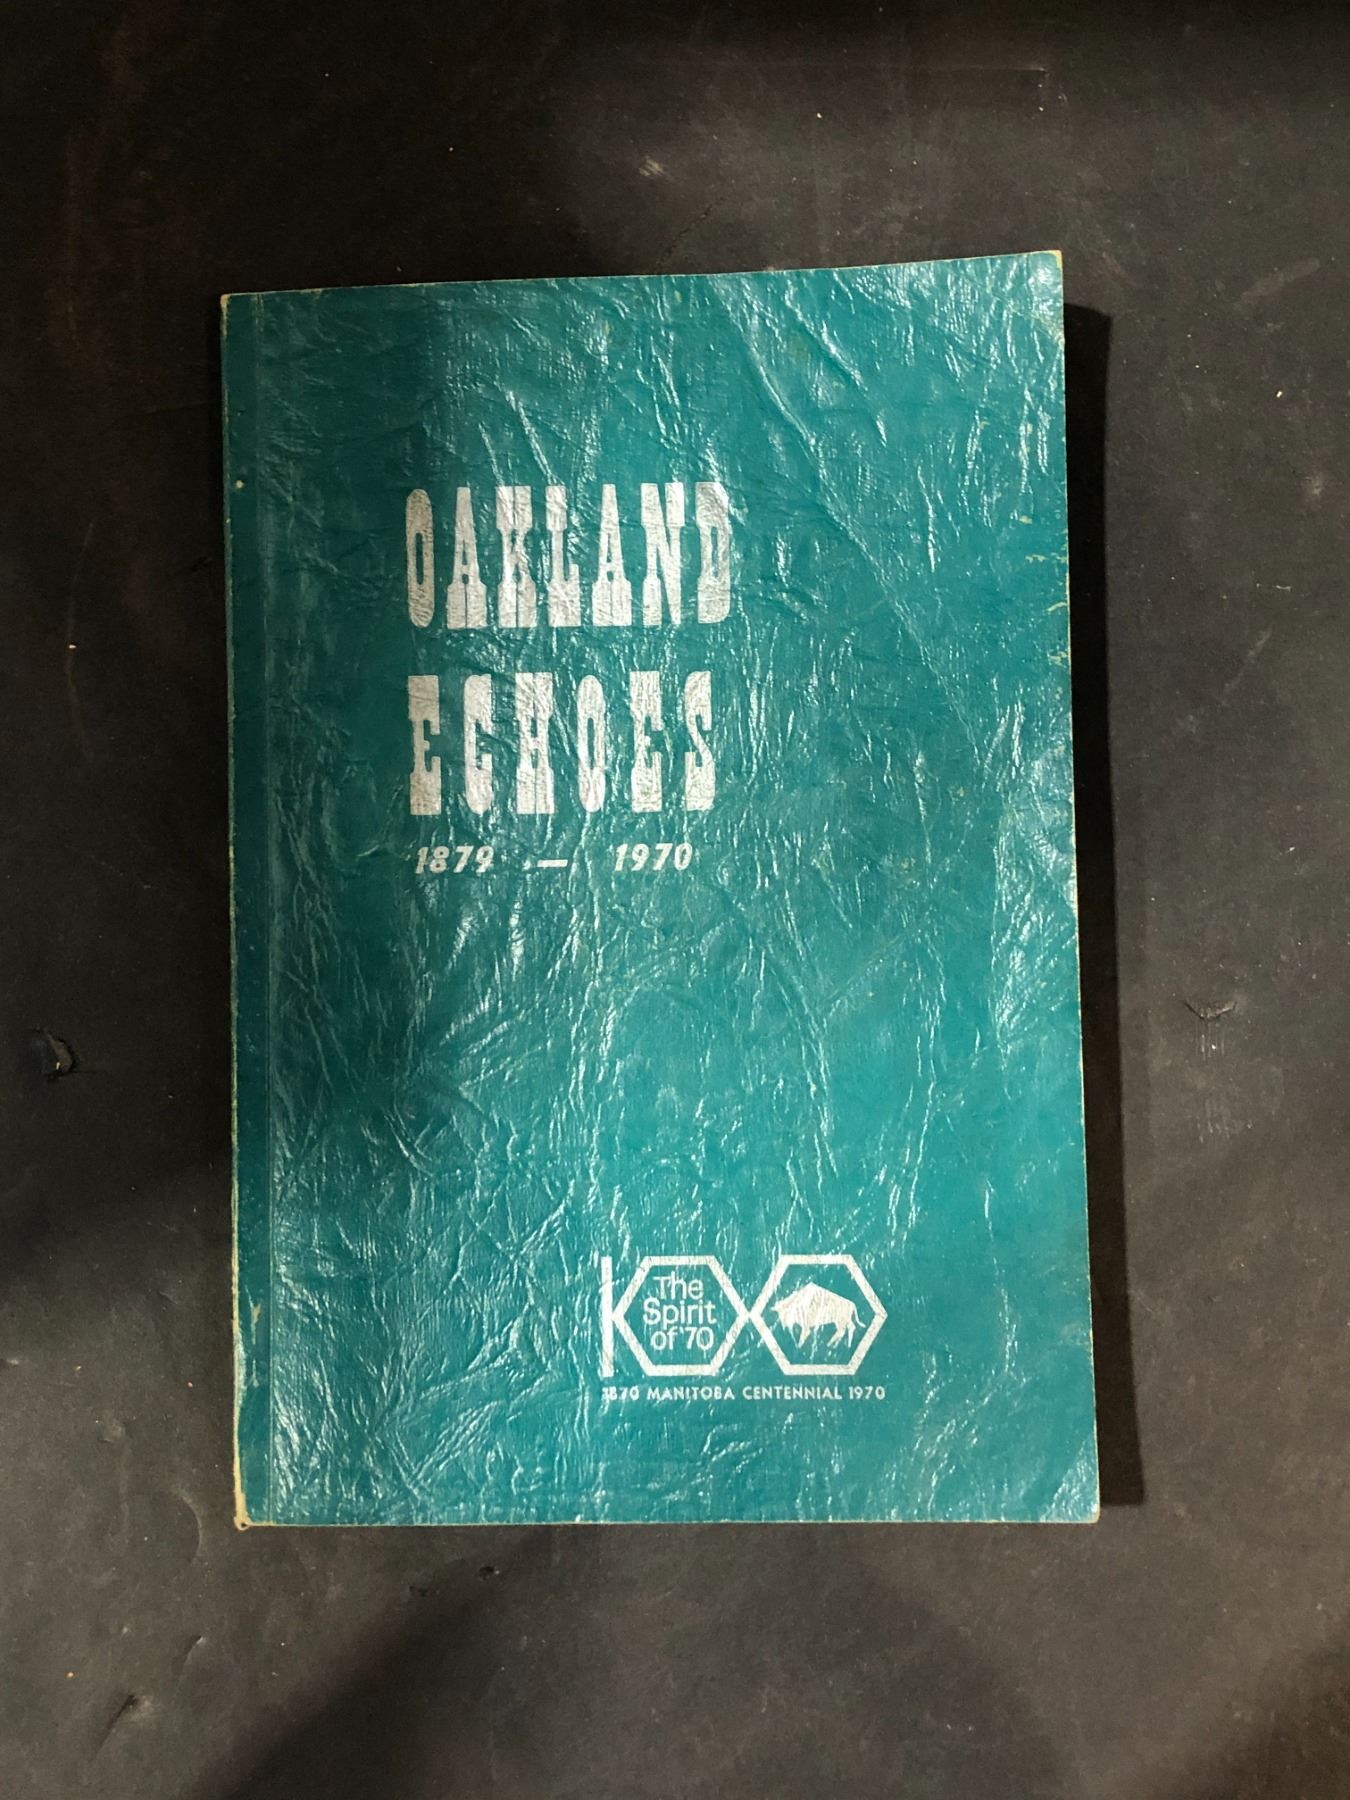 OAKLAND
ECHOES
1879 — 1970
The
Spirit
of '70
1870 MANITOBA CENTENNIAL 1970